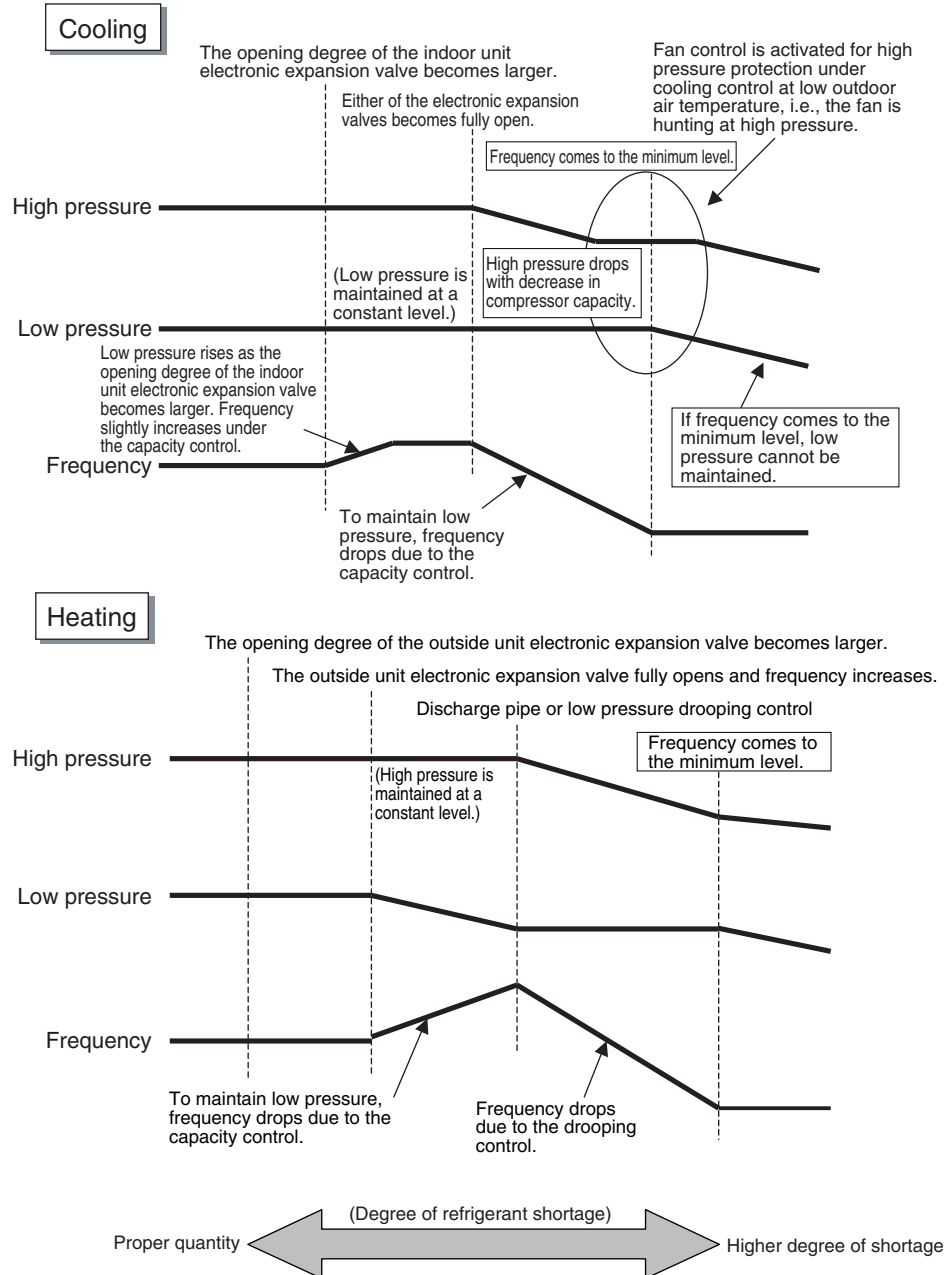 Cooling
The opening degree of the indoor unit
electronic expansion valve becomes larger.
Either of the electronic expansion
valves becomes fully open.
Fan control is activated for high
pressure protection under
cooling control at low outdoor
air temperature, i.e., the fan is
hunting at high pressure.
Frequency comes to the minimum level.
High pressure
(Low pressure is
maintained at a
constant level.)
High pressure drops
with decrease in
compressor capacity.
Low pressure
Low pressure rises as the
opening degree of the indoor
unit electronic expansion valve
becomes larger. Frequency
slightly increases under
the capacity control.
If frequency comes to the
minimum level, low
pressure cannot be
maintained.
Frequency
To maintain low
pressure, frequency
drops due to the
capacity control.
Heating
The opening degree of the outside unit electronic expansion valve becomes larger.
The outside unit electronic expansion valve fully opens and frequency increases.
Discharge pipe or low pressure drooping control
High pressure
Frequency comes to
the minimum level.
(High pressure is
maintained at a
constant level.)
Low pressure
Frequency
To maintain low pressure,
frequency drops due to the
capacity control.
Frequency drops
due to the drooping
control.
(Degree of refrigerant shortage)
Proper quantity
Higher degree of shortage